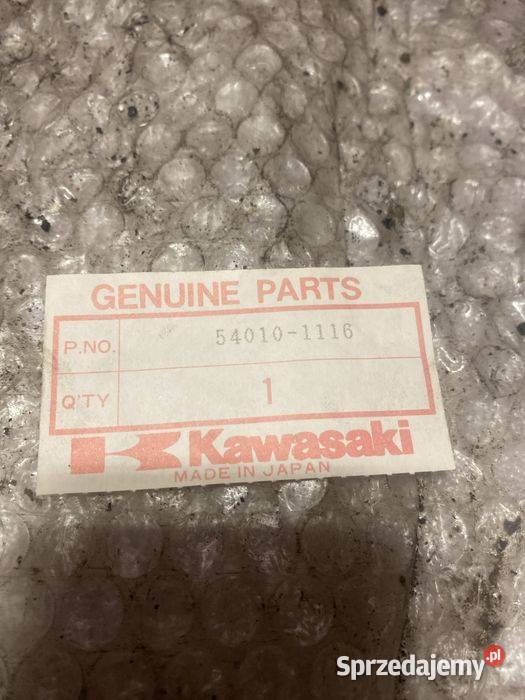 GENUINE PARTS
P.NO. 54010-1116
Q'TY 1
Kawasaki
MADE IN JAPAN
Sprzedajemy.pl